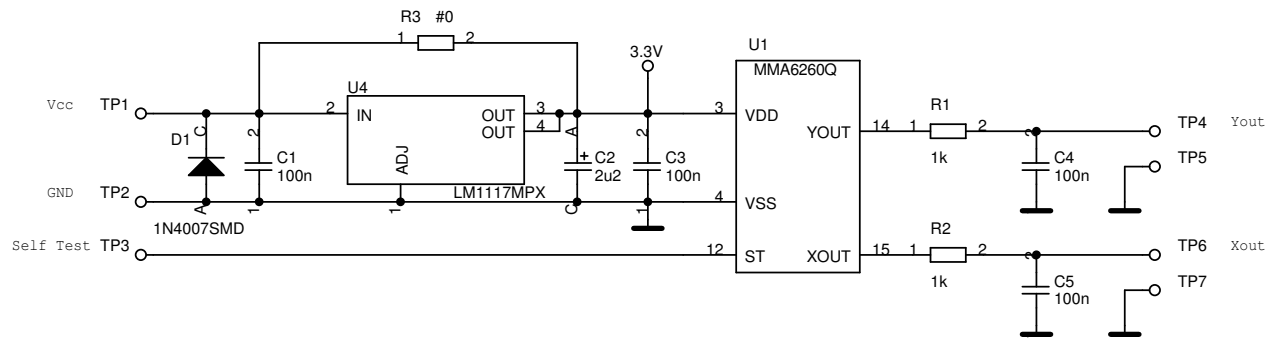 R3 #0
1 2
3.3V
U1
MMA6260Q
U4
Vcc TP1
2 IN
OUT 3
OUT 4
ADJ
1
LM1117MPX
D1
C
A
1N4007SMD
2
C1
100n
1
A
C2
2u2
C
2
C3
100n
1
GND TP2
Self Test TP3
3 VDD
4 VSS
12 ST
YOUT 14
XOUT 15
R1
1 2
1k
2
C4
100n
TP4 Yout
TP5
R2
1 2
1k
2
C5
100n
TP6 Xout
TP7